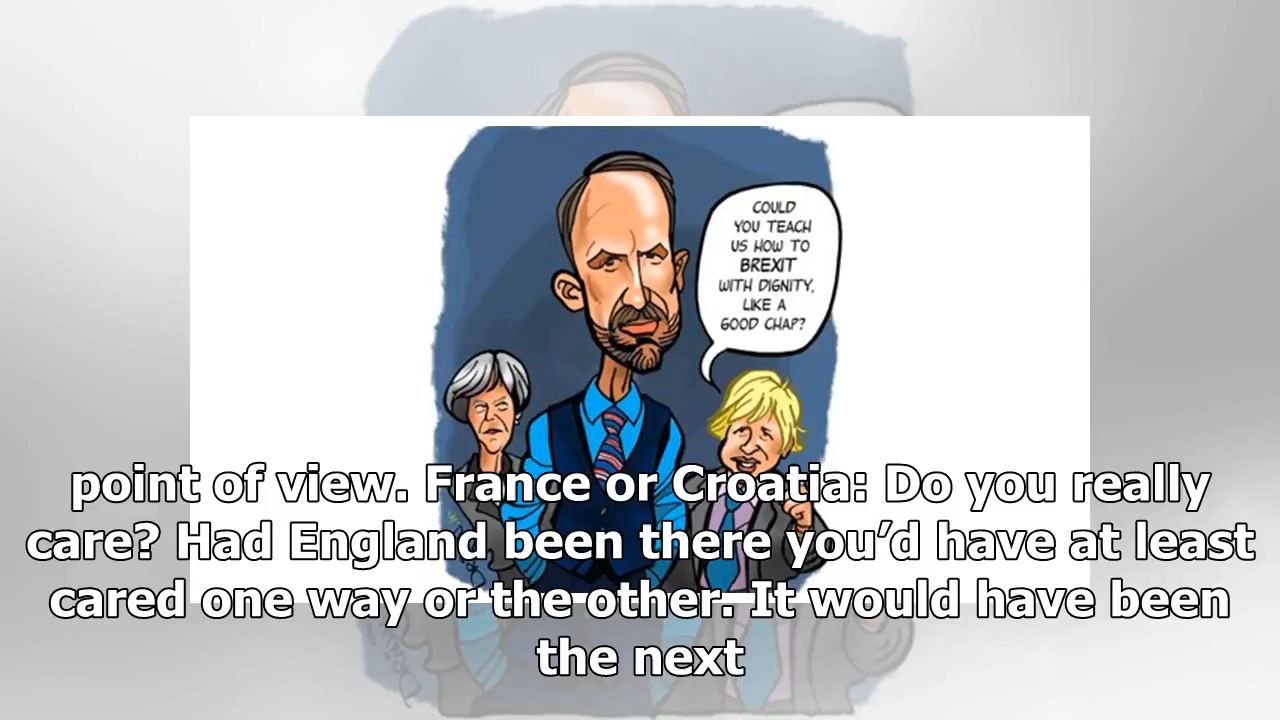 COULD
YOU TEACH
US HOW TO
BREXIT
WITH DIGNITY,
LIKE A
GOOD CHAP?
point of view. France or Croatia: Do you really
care? Had England been there you’d have at least
cared one way or the other. It would have been
the next